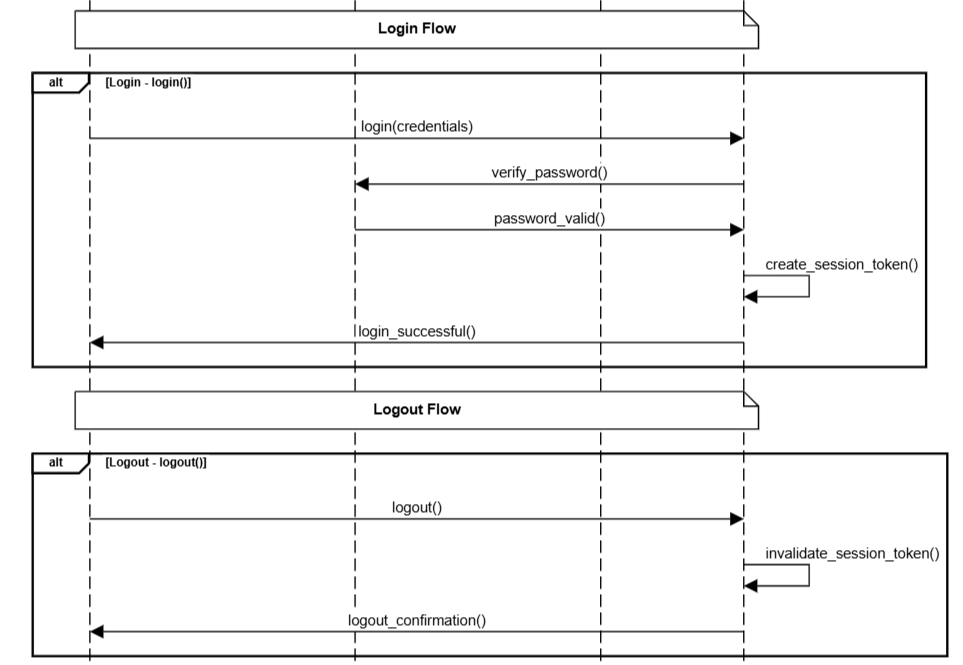 Login Flow
alt [Login - login()]
login(credentials)
verify_password()
password_valid()
create_session_token()
login_successful()
Logout Flow
alt [Logout - logout()]
logout()
invalidate_session_token()
logout_confirmation()